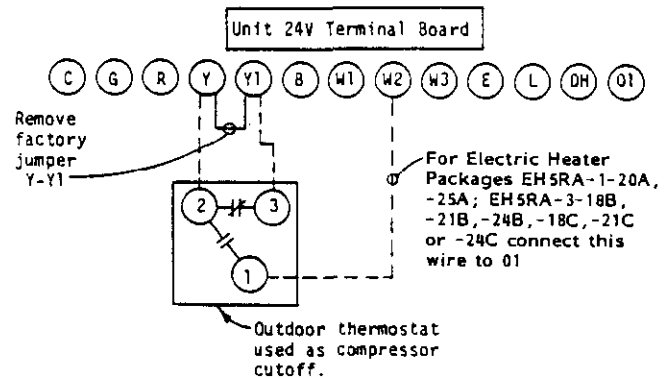 Unit 24V Terminal Board
C G R Y Y1 B W1 W2 W3 E L DH 01
Remove
factory
jumper
Y-Y1
For Electric Heater
Packages EH5RA-1-20A,
-25A; EH5RA-3-18B,
-21B,-24B,-18C,-21C
or -24C connect this
wire to 01
2 3
1
Outdoor thermostat
used as compressor
cutoff.